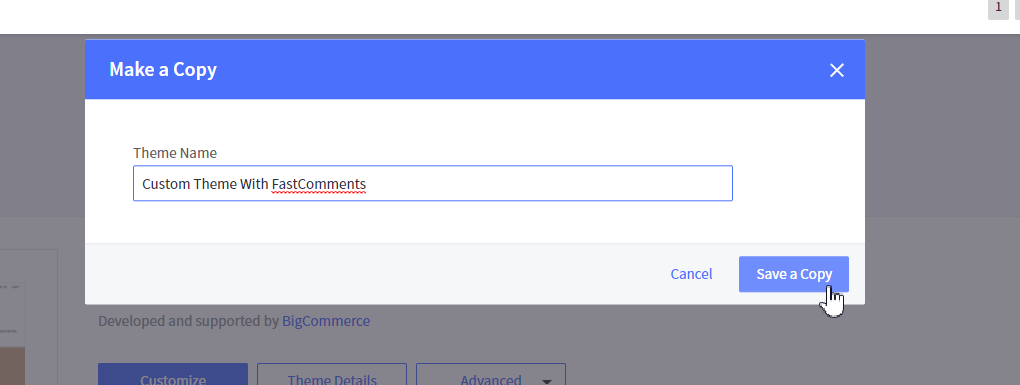 1
Make a Copy
Theme Name
Custom Theme With FastComments
Cancel
Save a Copy
Developed and supported by BigCommerce
Customize
Theme Details
Advanced